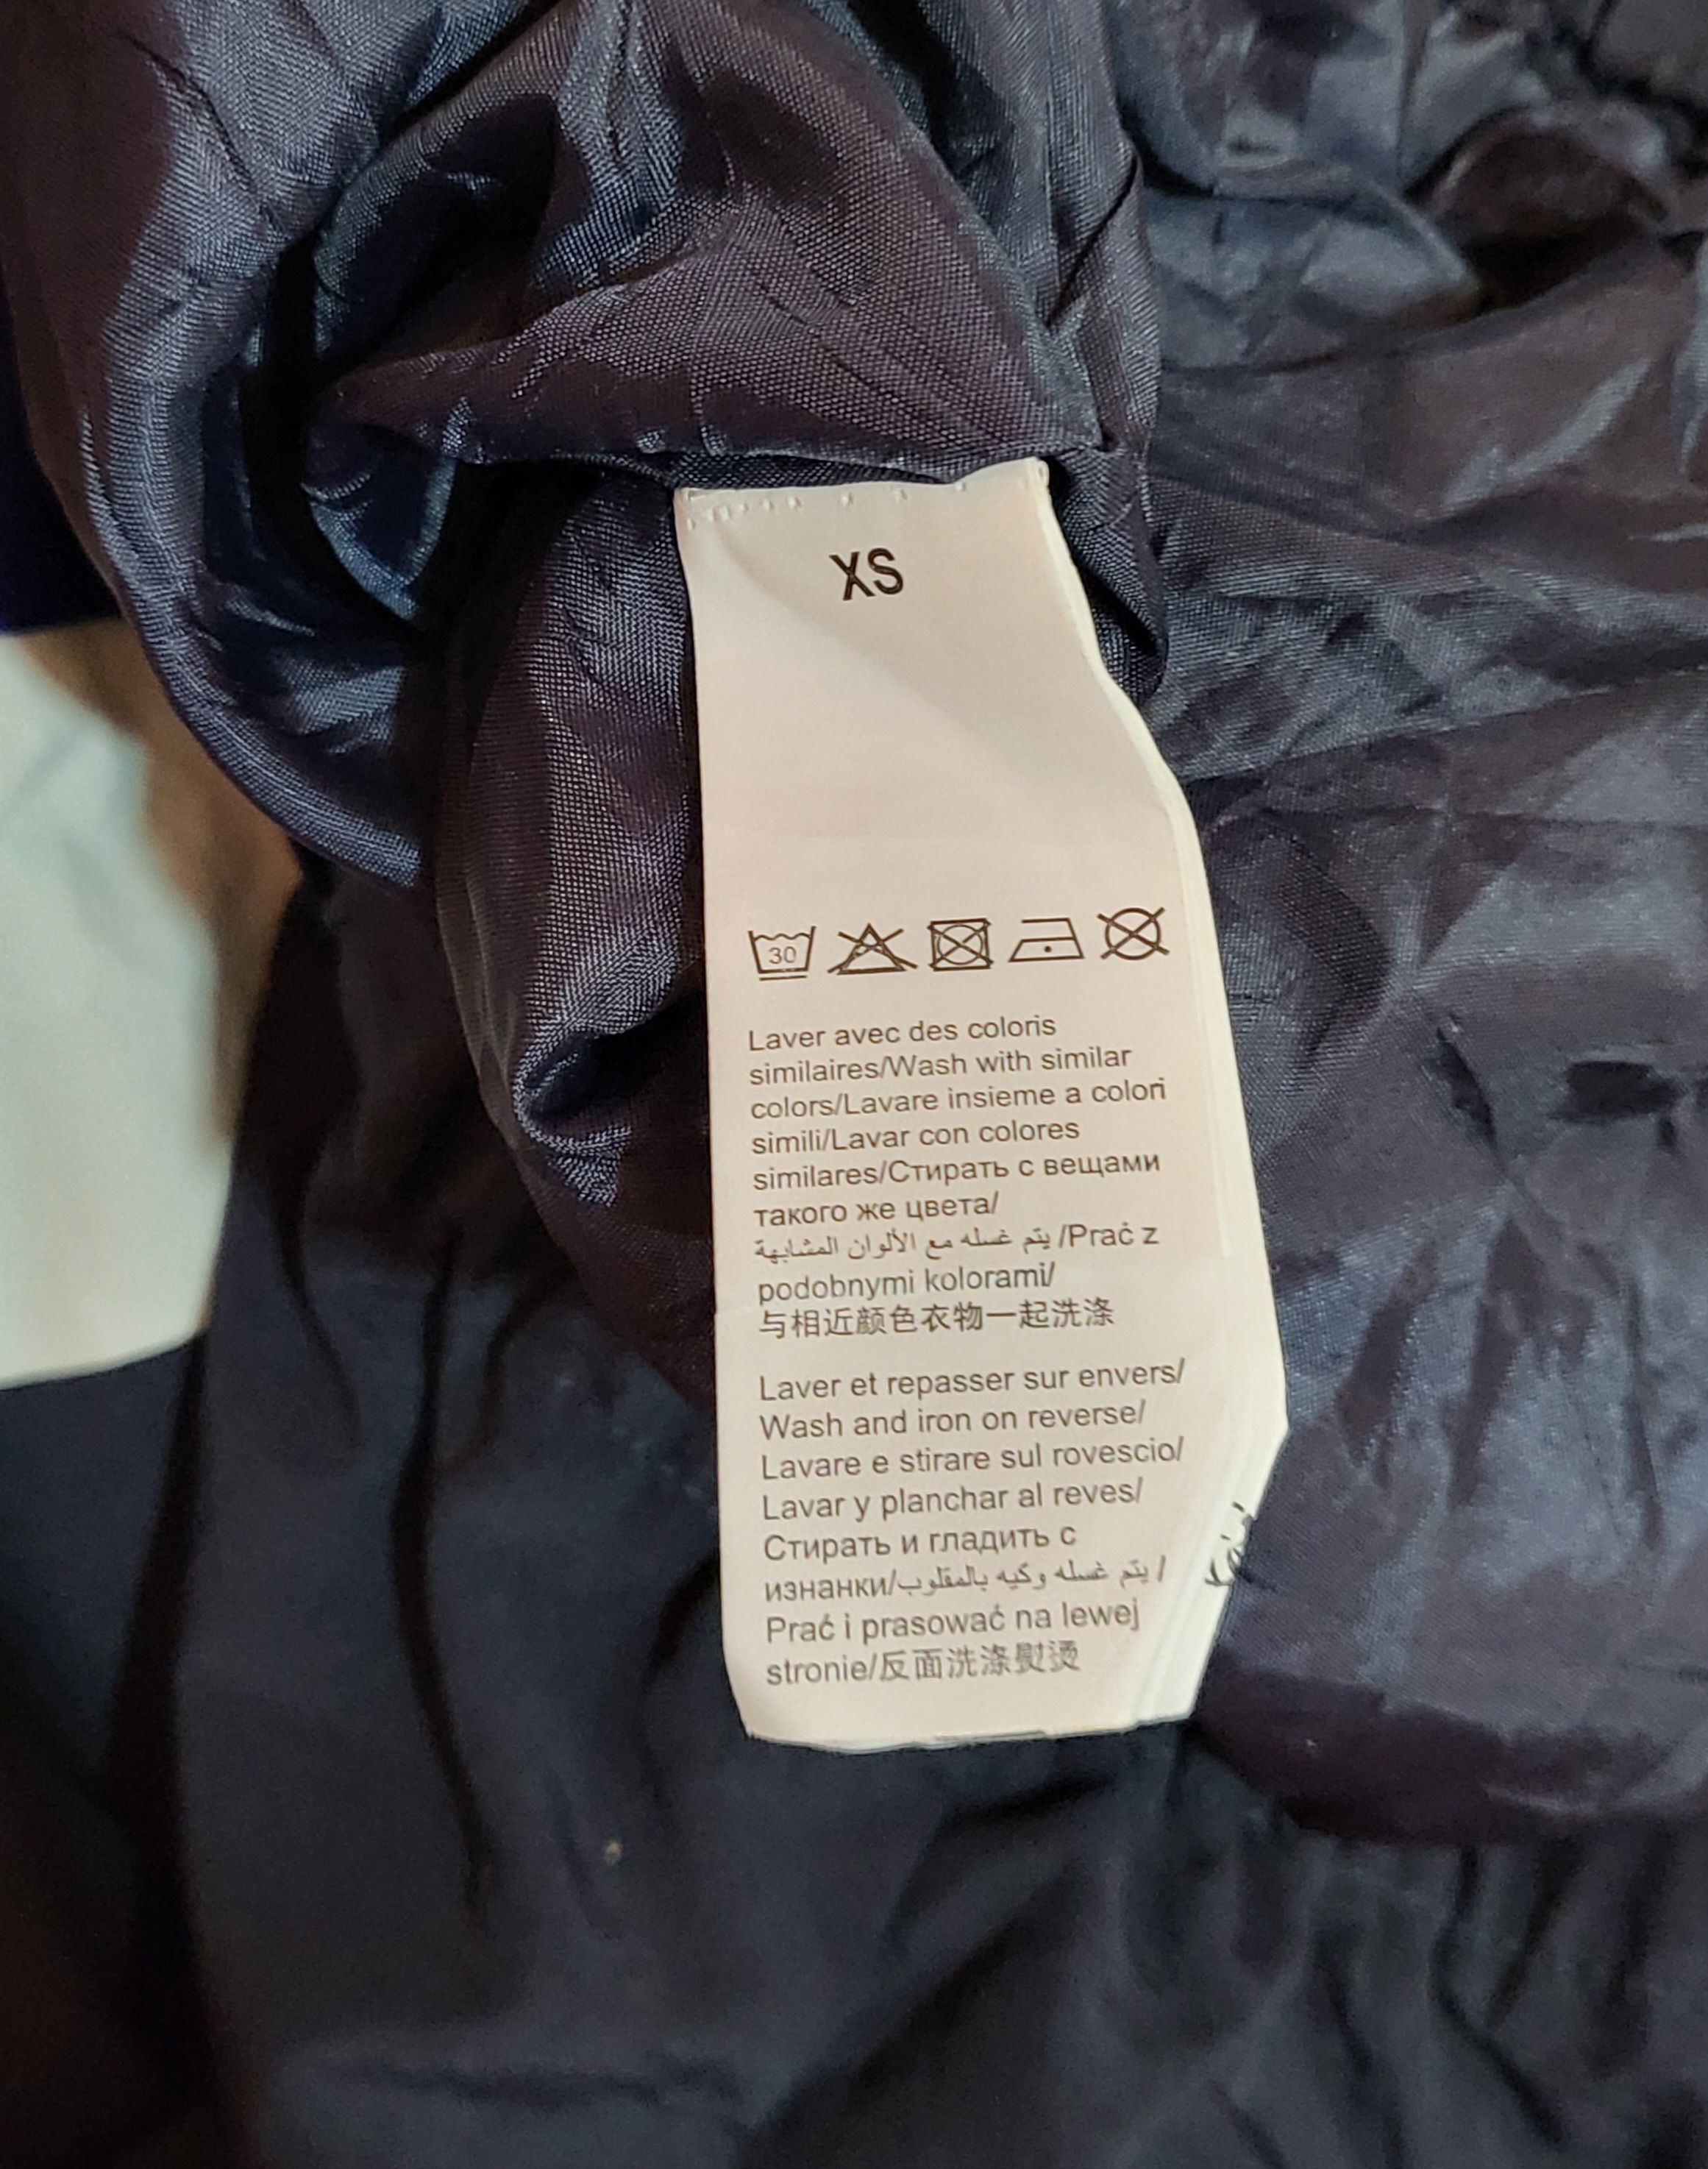 XS
30
Laver avec des coloris
similaires/Wash with similar
colors/Lavare insieme a colori
simili/Lavar con colores
similares/Стирать с вещами
такого же цвета/
يتم غسله مع الألوان المشابهة /Prać z
podobnymi kolorami/
与相近颜色衣物一起洗涤
Laver et repasser sur envers/
Wash and iron on reverse/
Lavare e stirare sul rovescio/
Lavar y planchar al reves/
Стирать и гладить с
изнанки/يتم غسله وكيه بالمقلوب /
Prać i prasować na lewej
stronie/反面洗涤熨烫